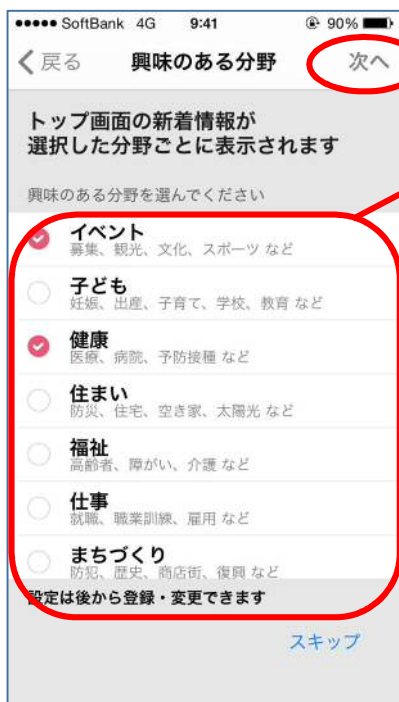 SoftBank 4G 9:41 90%
戻る 興味のある分野 次へ
トップ画面の新着情報が
選択した分野ごとに表示されます
興味のある分野を選んでください
イベント
募集、観光、文化、スポーツ など
子ども
妊娠、出産、子育て、学校、教育 など
健康
医療、病院、予防接種 など
住まい
防災、住宅、空き家、太陽光 など
福祉
高齢者、障がい、介護 など
仕事
就職、職業訓練、雇用 など
まちづくり
防犯、歴史、商店街、復興 など
設定は後から登録・変更できます
スキップ